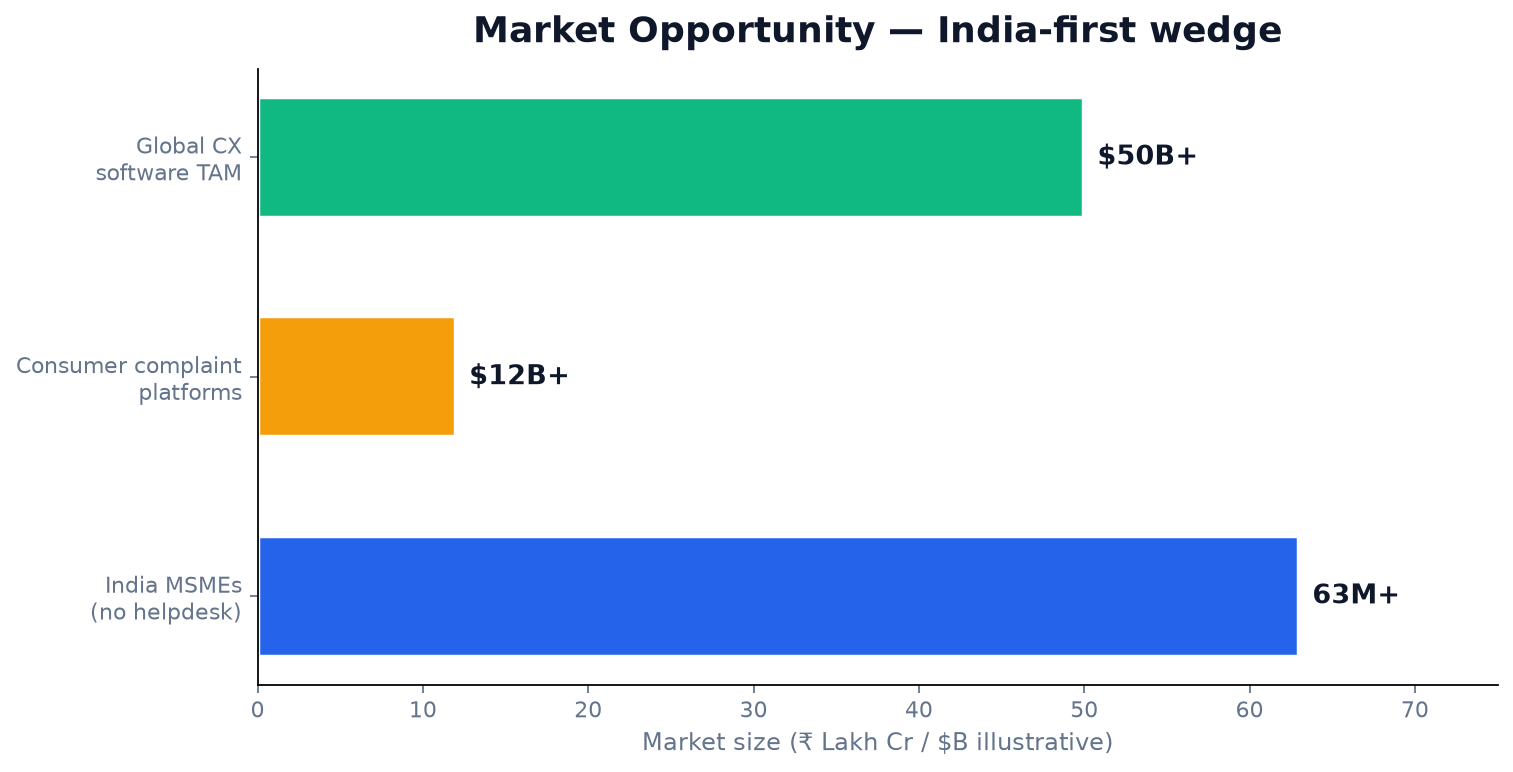 Market Opportunity — India-first wedge
Global CX
software TAM
$50B+
Consumer complaint
platforms
$12B+
India MSMEs
(no helpdesk)
63M+
0 10 20 30 40 50 60 70
Market size (₹ Lakh Cr / $B illustrative)